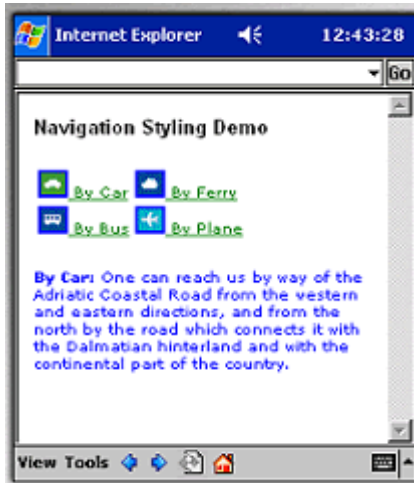 Internet Explorer 12:43:28
Go
Navigation Styling Demo
By Car By Ferry
By Bus By Plane
By Car: One can reach us by way of the
Adriatic Coastal Road from the western
and eastern directions, and from the
north by the road which connects it with
the Dalmatian hinterland and with the
continental part of the country.
View Tools